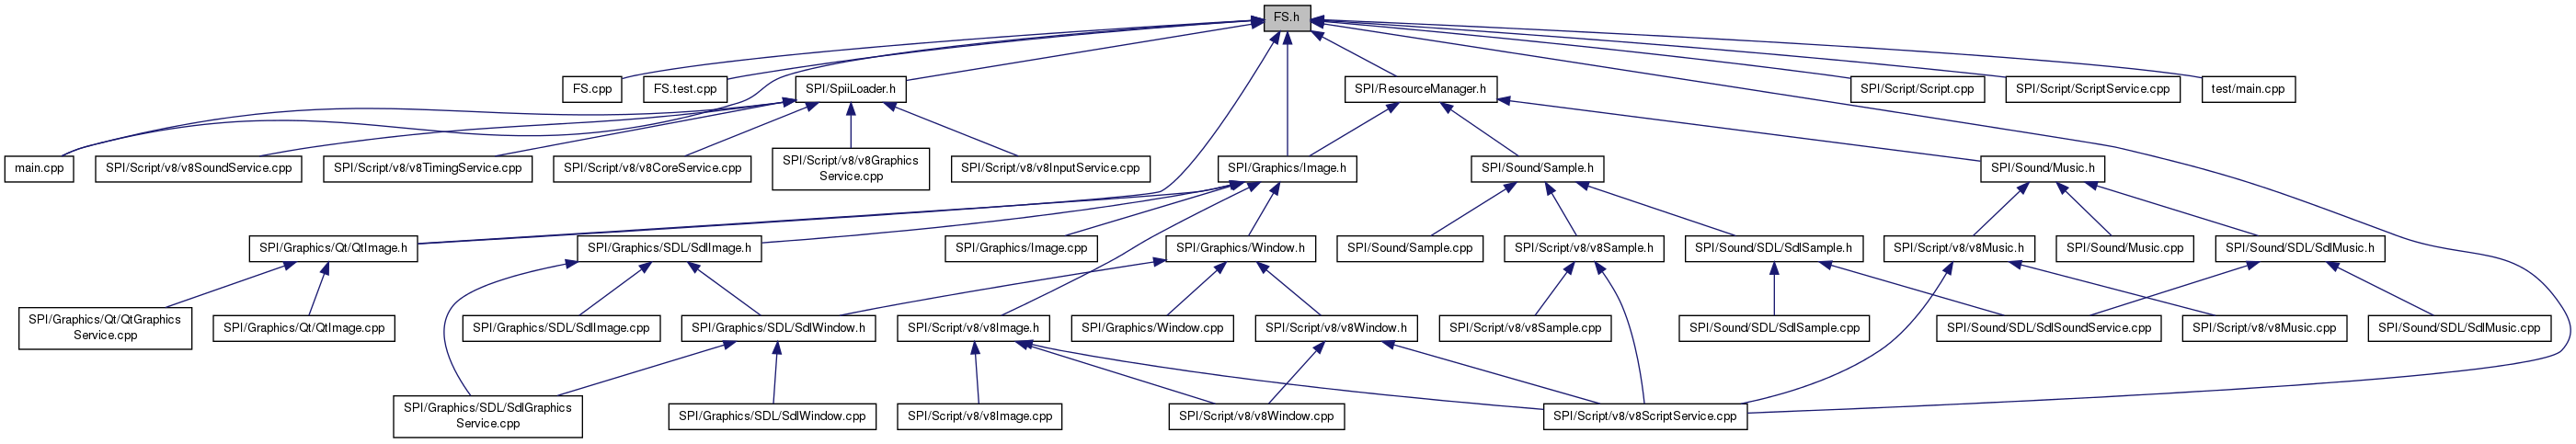 FS.h
FS.cpp
FS.test.cpp
SPI/SpiiLoader.h
SPI/ResourceManager.h
SPI/Script/Script.cpp
SPI/Script/ScriptService.cpp
test/main.cpp
main.cpp
SPI/Script/v8/v8SoundService.cpp
SPI/Script/v8/v8TimingService.cpp
SPI/Script/v8/v8CoreService.cpp
SPI/Script/v8/v8Graphics
Service.cpp
SPI/Script/v8/v8InputService.cpp
SPI/Graphics/Image.h
SPI/Sound/Sample.h
SPI/Sound/Music.h
SPI/Graphics/Qt/QtImage.h
SPI/Graphics/SDL/SdlImage.h
SPI/Graphics/Image.cpp
SPI/Graphics/Window.h
SPI/Sound/Sample.cpp
SPI/Script/v8/v8Sample.h
SPI/Sound/SDL/SdlSample.h
SPI/Script/v8/v8Music.h
SPI/Sound/Music.cpp
SPI/Sound/SDL/SdlMusic.h
SPI/Graphics/Qt/QtGraphics
Service.cpp
SPI/Graphics/Qt/QtImage.cpp
SPI/Graphics/SDL/SdlImage.cpp
SPI/Graphics/SDL/SdlWindow.h
SPI/Script/v8/v8Image.h
SPI/Graphics/Window.cpp
SPI/Script/v8/v8Window.h
SPI/Script/v8/v8Sample.cpp
SPI/Sound/SDL/SdlSample.cpp
SPI/Sound/SDL/SdlSoundService.cpp
SPI/Script/v8/v8Music.cpp
SPI/Sound/SDL/SdlMusic.cpp
SPI/Graphics/SDL/SdlGraphics
Service.cpp
SPI/Graphics/SDL/SdlWindow.cpp
SPI/Script/v8/v8Image.cpp
SPI/Script/v8/v8Window.cpp
SPI/Script/v8/v8ScriptService.cpp